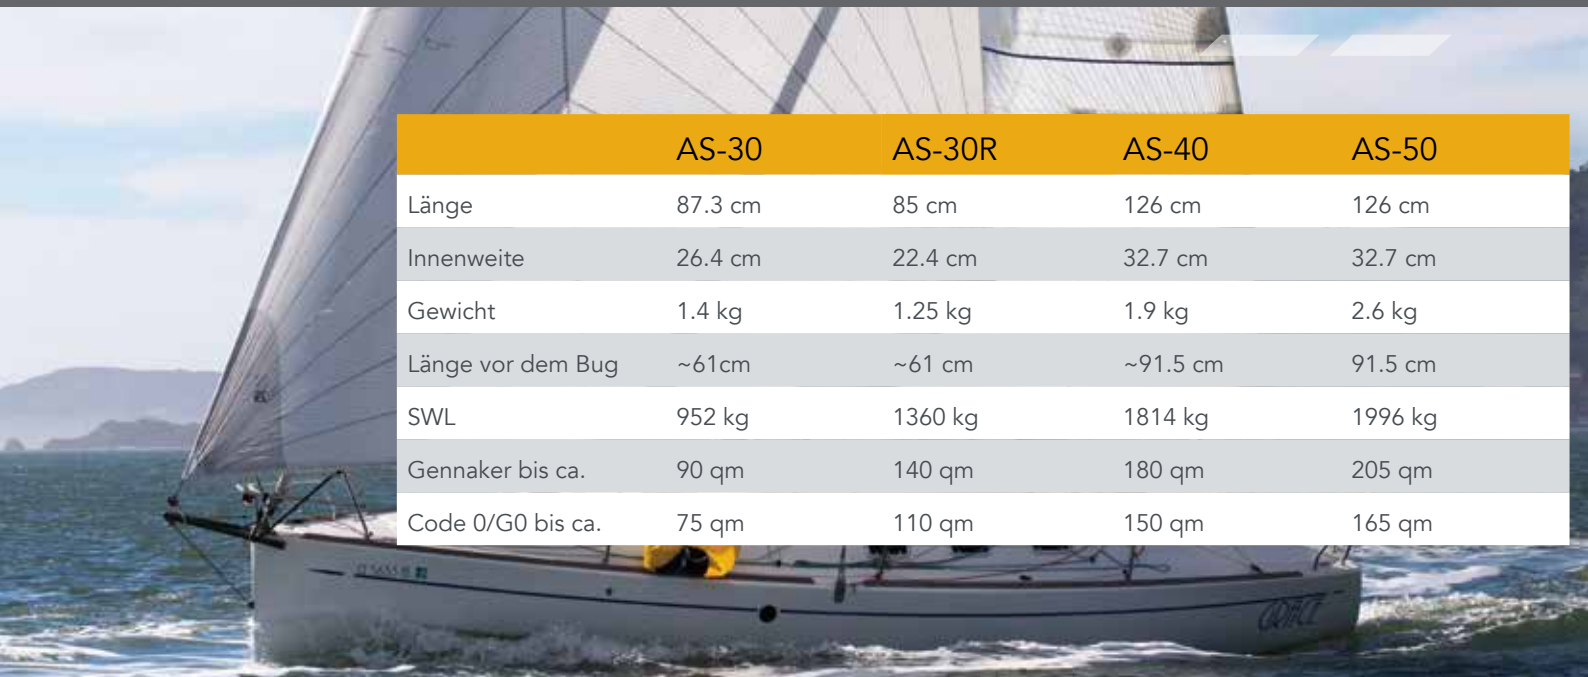 AS-30 AS-30R AS-40 AS-50
Länge 87.3 cm 85 cm 126 cm 126 cm
Innenweite 26.4 cm 22.4 cm 32.7 cm 32.7 cm
Gewicht 1.4 kg 1.25 kg 1.9 kg 2.6 kg
Länge vor dem Bug ~61cm ~61 cm ~91.5 cm 91.5 cm
SWL 952 kg 1360 kg 1814 kg 1996 kg
Gennaker bis ca. 90 qm 140 qm 180 qm 205 qm
Code 0/G0 bis ca. 75 qm 110 qm 150 qm 165 qm